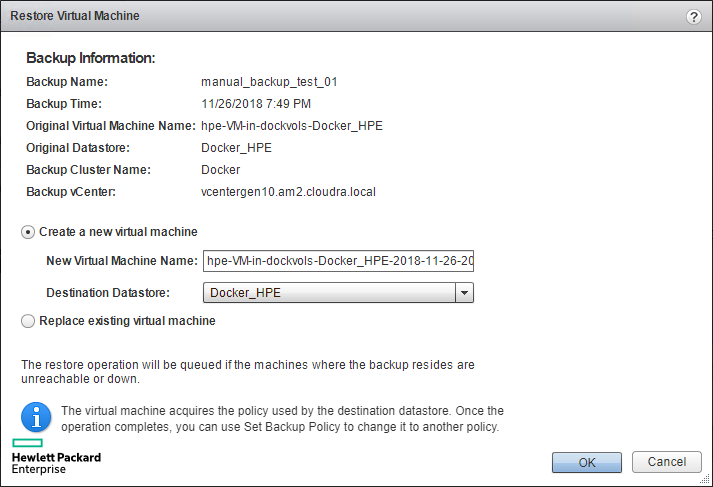 Restore Virtual Machine
?
Backup Information:
Backup Name: manual_backup_test_01
Backup Time: 11/26/2018 7:49 PM
Original Virtual Machine Name: hpe-VM-in-dockvols-Docker_HPE
Original Datastore: Docker_HPE
Backup Cluster Name: Docker
Backup vCenter: vcentergen10.am2.cloudra.local
Create a new virtual machine
New Virtual Machine Name: hpe-VM-in-dockvols-Docker_HPE-2018-11-26-20
Destination Datastore: Docker_HPE
Replace existing virtual machine
The restore operation will be queued if the machines where the backup resides are
unreachable or down.
The virtual machine acquires the policy used by the destination datastore. Once the
operation completes, you can use Set Backup Policy to change it to another policy.
Hewlett Packard
Enterprise
OK Cancel